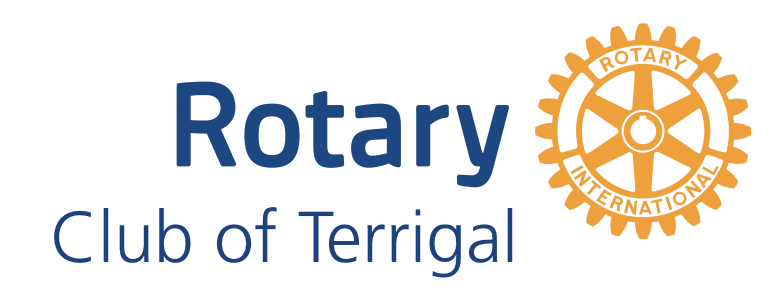 Rotary
Club of Terrigal
ROTARY
INTERNATIONAL